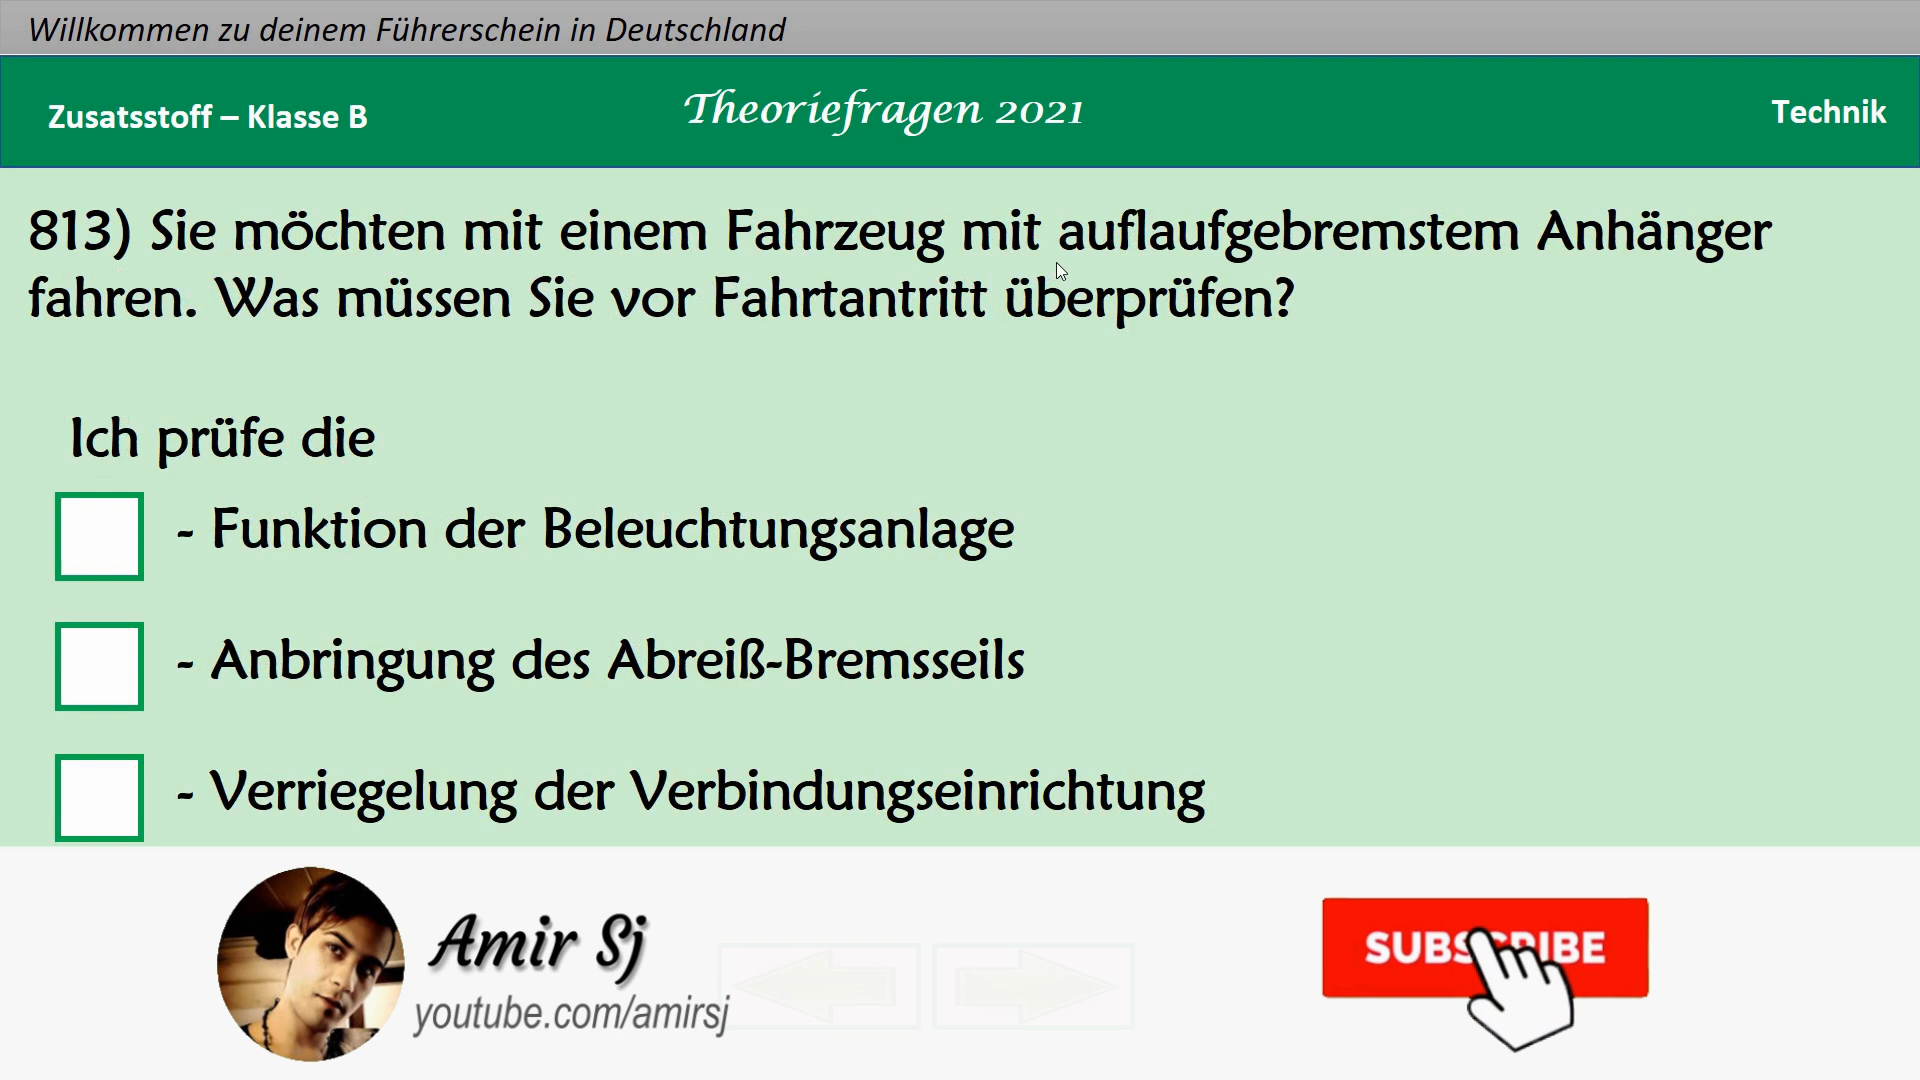 Willkommen zu deinem Führerschein in Deutschland
Zusatsstoff – Klasse B
Theoriefragen 2021
Technik
813) Sie möchten mit einem Fahrzeug mit auflaufgebremstem Anhänger
fahren. Was müssen Sie vor Fahrtantritt überprüfen?
Ich prüfe die
- Funktion der Beleuchtungsanlage
- Anbringung des Abreiß-Bremsseils
- Verriegelung der Verbindungseinrichtung
Amir Sj
youtube.com/amirsj
SUBSCRIBE